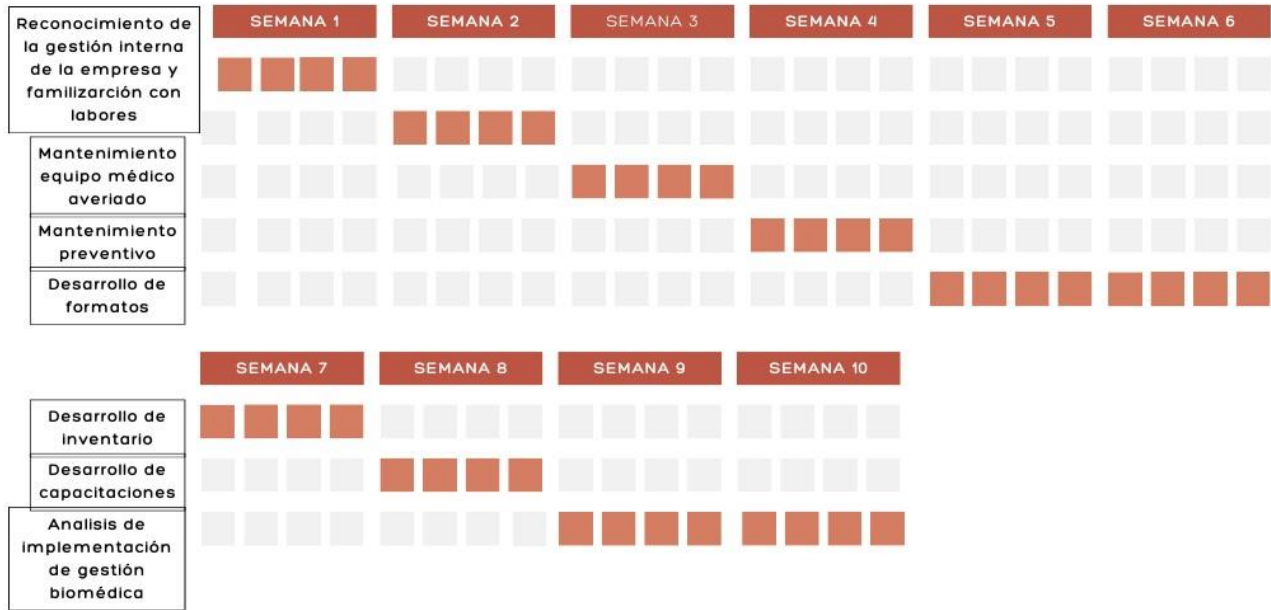 SEMANA 1 SEMANA 2 SEMANA 3 SEMANA 4 SEMANA 5 SEMANA 6
Reconocimiento de
la gestión interna
de la empresa y
familizarción con
labores
Mantenimiento
equipo médico
averiado
Mantenimiento
preventivo
Desarrollo de
formatos
SEMANA 7 SEMANA 8 SEMANA 9 SEMANA 10
Desarrollo de
inventario
Desarrollo de
capacitaciones
Analisis de
implementación
de gestión
biomédica